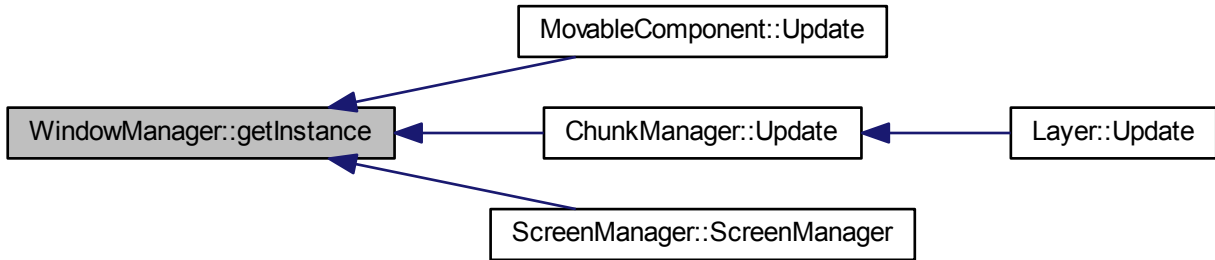 MovableComponent::Update
WindowManager::getInstance
ChunkManager::Update
Layer::Update
ScreenManager::ScreenManager